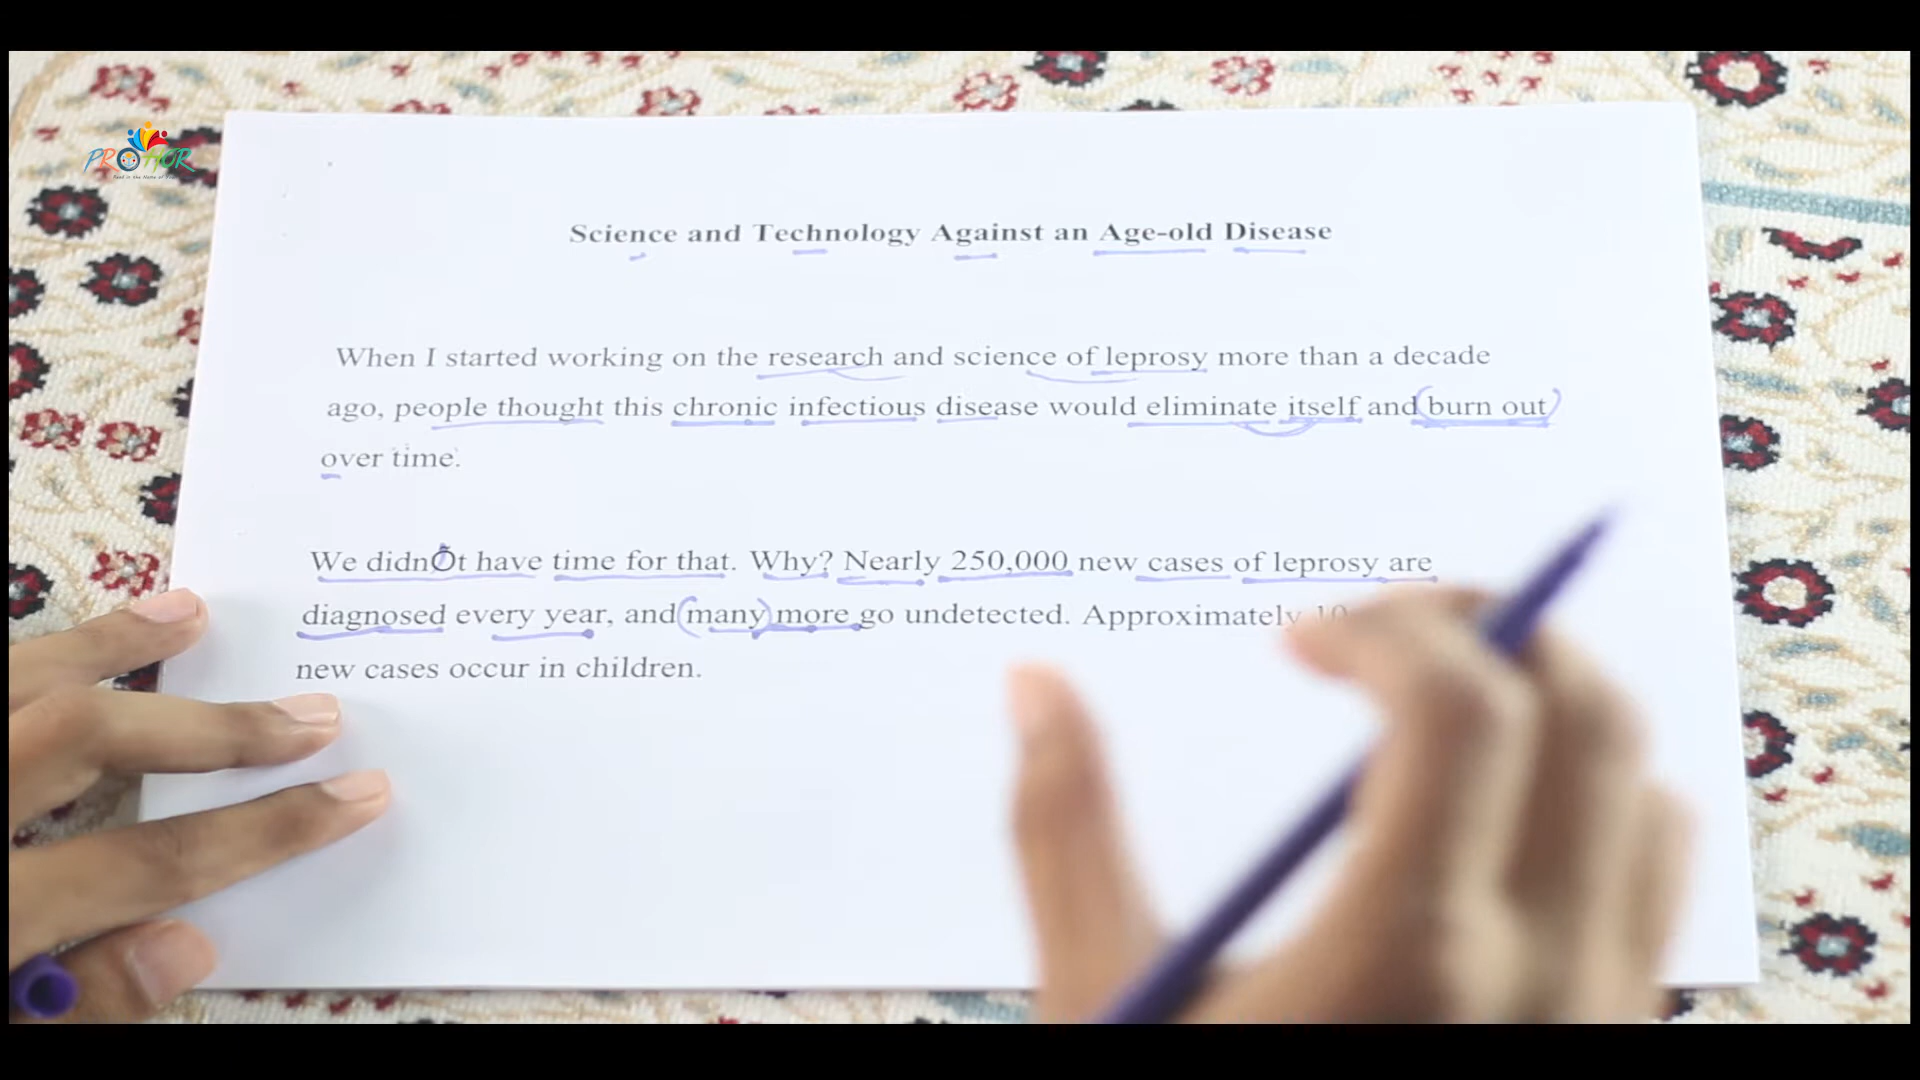 PROHOR
Science and Technology Against an Age-old Disease
When I started working on the research and science of leprosy more than a decade
ago, people thought this chronic infectious disease would eliminate itself and burn out
over time.
We didnÕt have time for that. Why? Nearly 250,000 new cases of leprosy are
diagnosed every year, and many more go undetected. Approximately 10
new cases occur in children.